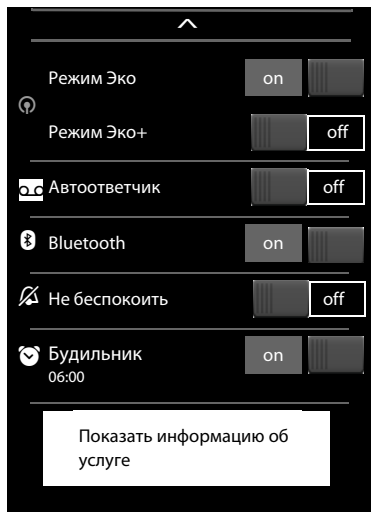 Режим Эко on
Режим Эко+ off
Автоответчик off
Bluetooth on
Не беспокоить off
Будильник on
06:00
Показать информацию об
услуге